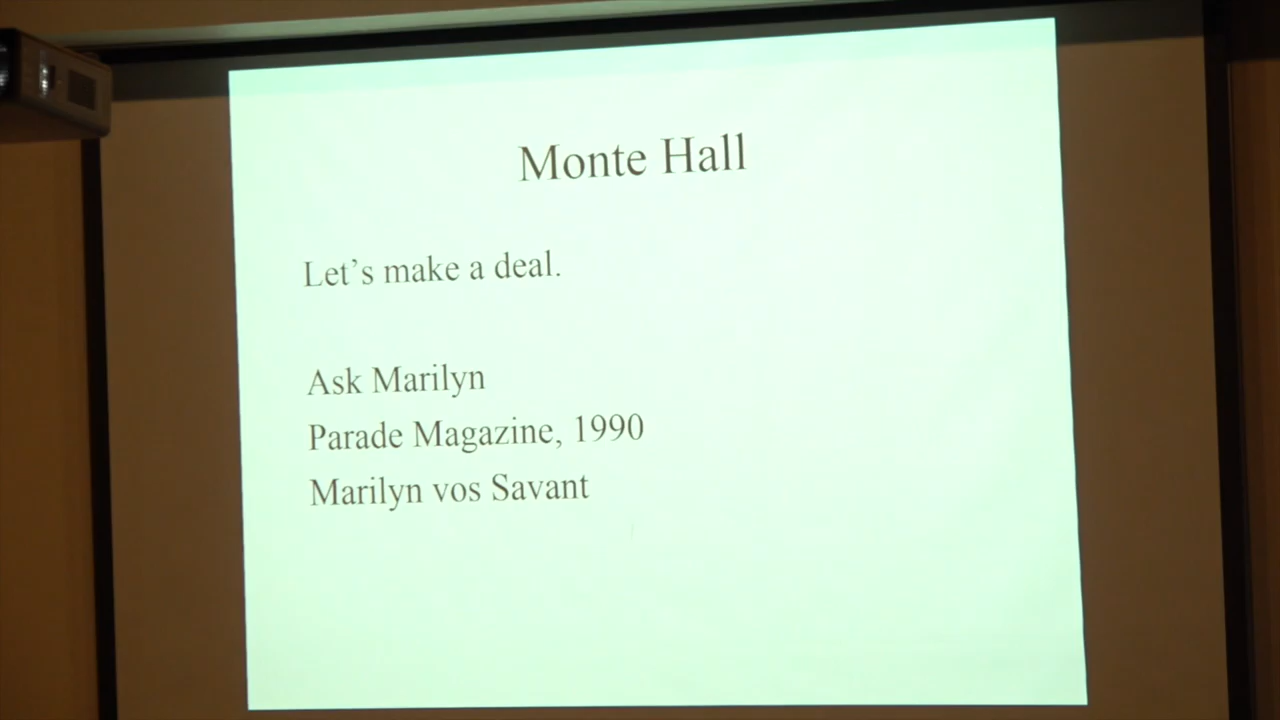 Monte Hall
Let's make a deal.
Ask Marilyn
Parade Magazine, 1990
Marilyn vos Savant